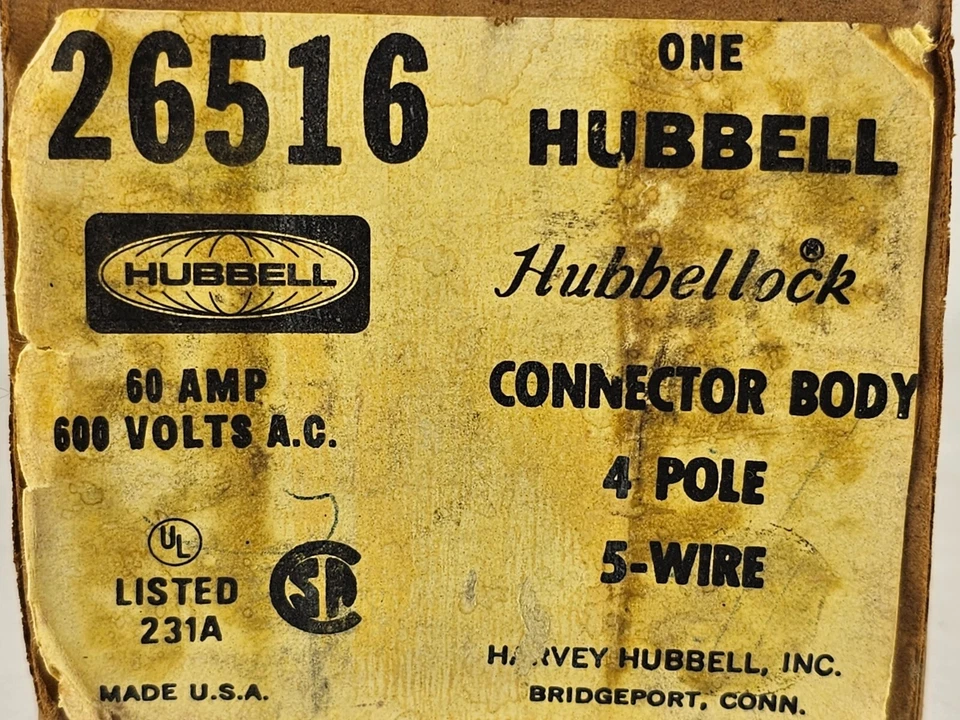 26516
HUBBELL
60 AMP
600 VOLTS A.C.
UL
LISTED
231A
SA
MADE U.S.A.
ONE
HUBBELL
Hubbellock®
CONNECTOR BODY
4 POLE
5-WIRE
HARVEY HUBBELL, INC.
BRIDGEPORT, CONN.